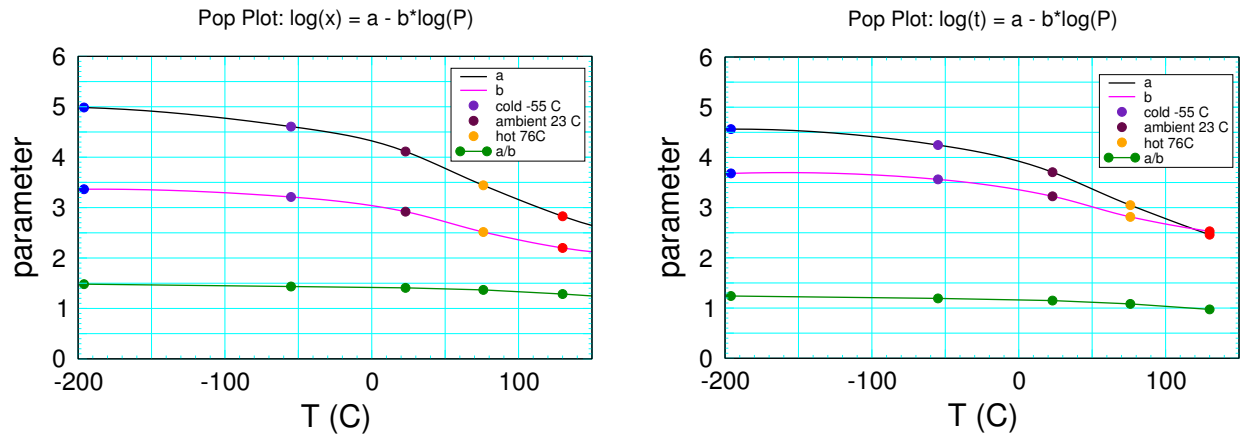 Pop Plot: log(x) = a - b*log(P)
6
5
4
3
2
1
0
parameter
a
b
cold -55 C
ambient 23 C
hot 76C
a/b
-200
-100
0
100
T (C)
Pop Plot: log(t) = a - b*log(P)
6
5
4
3
2
1
0
parameter
a
b
cold -55 C
ambient 23 C
hot 76C
a/b
-200
-100
0
100
T (C)